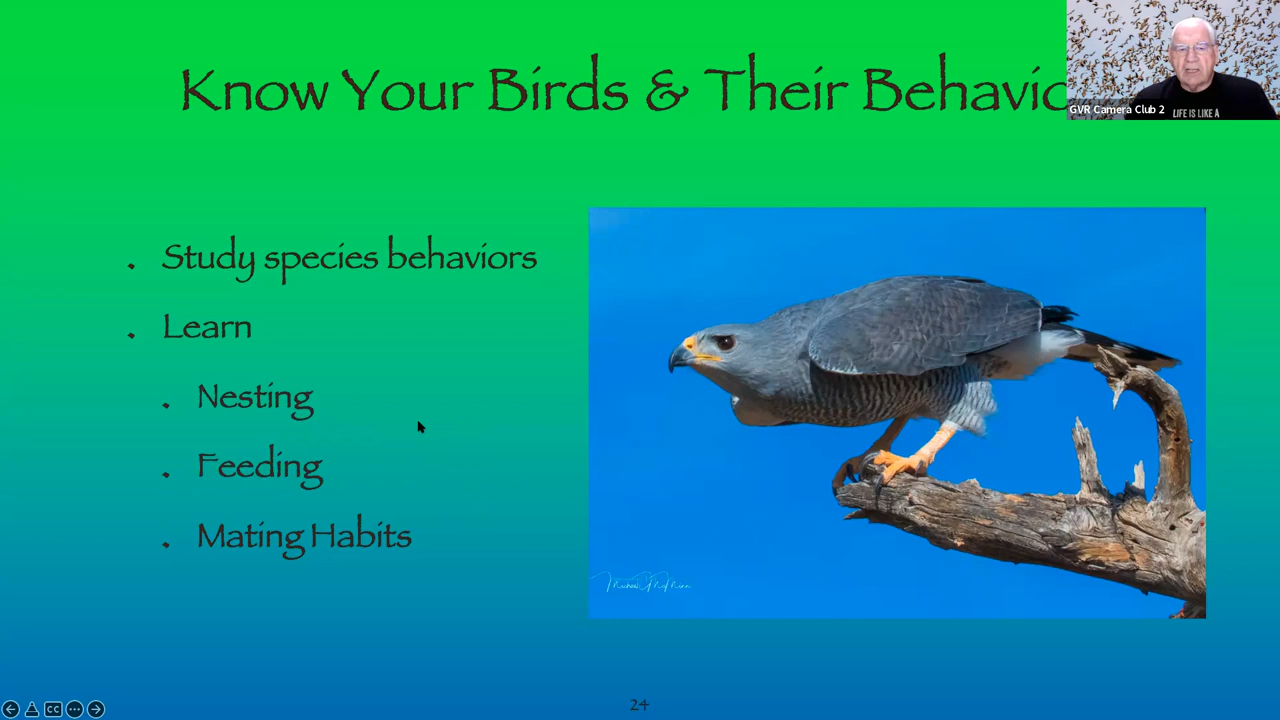 Know Your Birds & Their Behavio
GVR Camera Club 2
LIFE IS LIKE A
. Study species behaviors
. Learn
. Nesting
. Feeding
. Mating Habits
CC
24